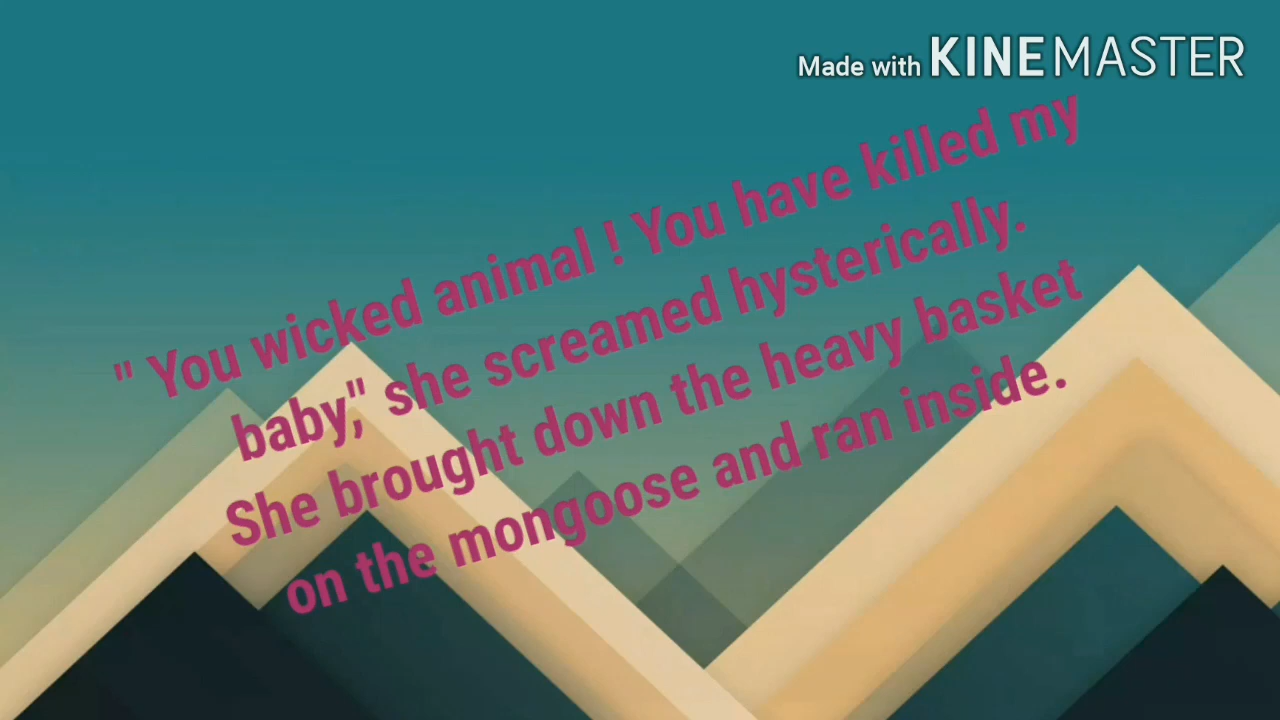 Made with KINEMASTER
" You wicked animal ! You have killed my
baby," she screamed hysterically.
She brought down the heavy basket
on the mongoose and ran inside.